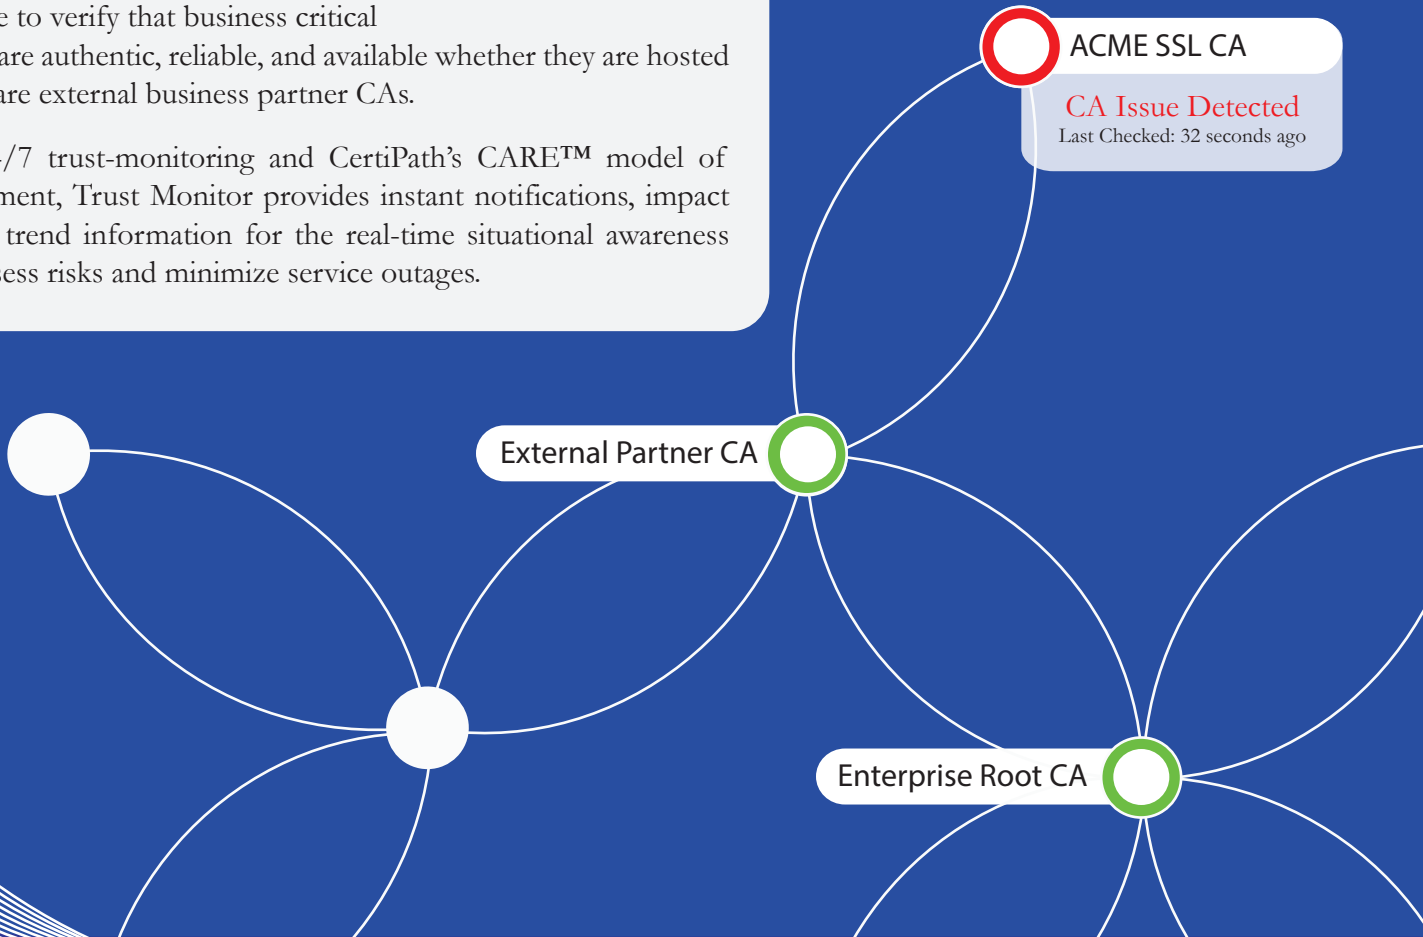 e to verify that business critical
are authentic, reliable, and available whether they are hosted
are external business partner CAs.
/7 trust-monitoring and CertiPath’s CARE™ model of
ment, Trust Monitor provides instant notifications, impact
trend information for the real-time situational awareness
sess risks and minimize service outages.
ACME SSL CA
CA Issue Detected
Last Checked: 32 seconds ago
External Partner CA
Enterprise Root CA